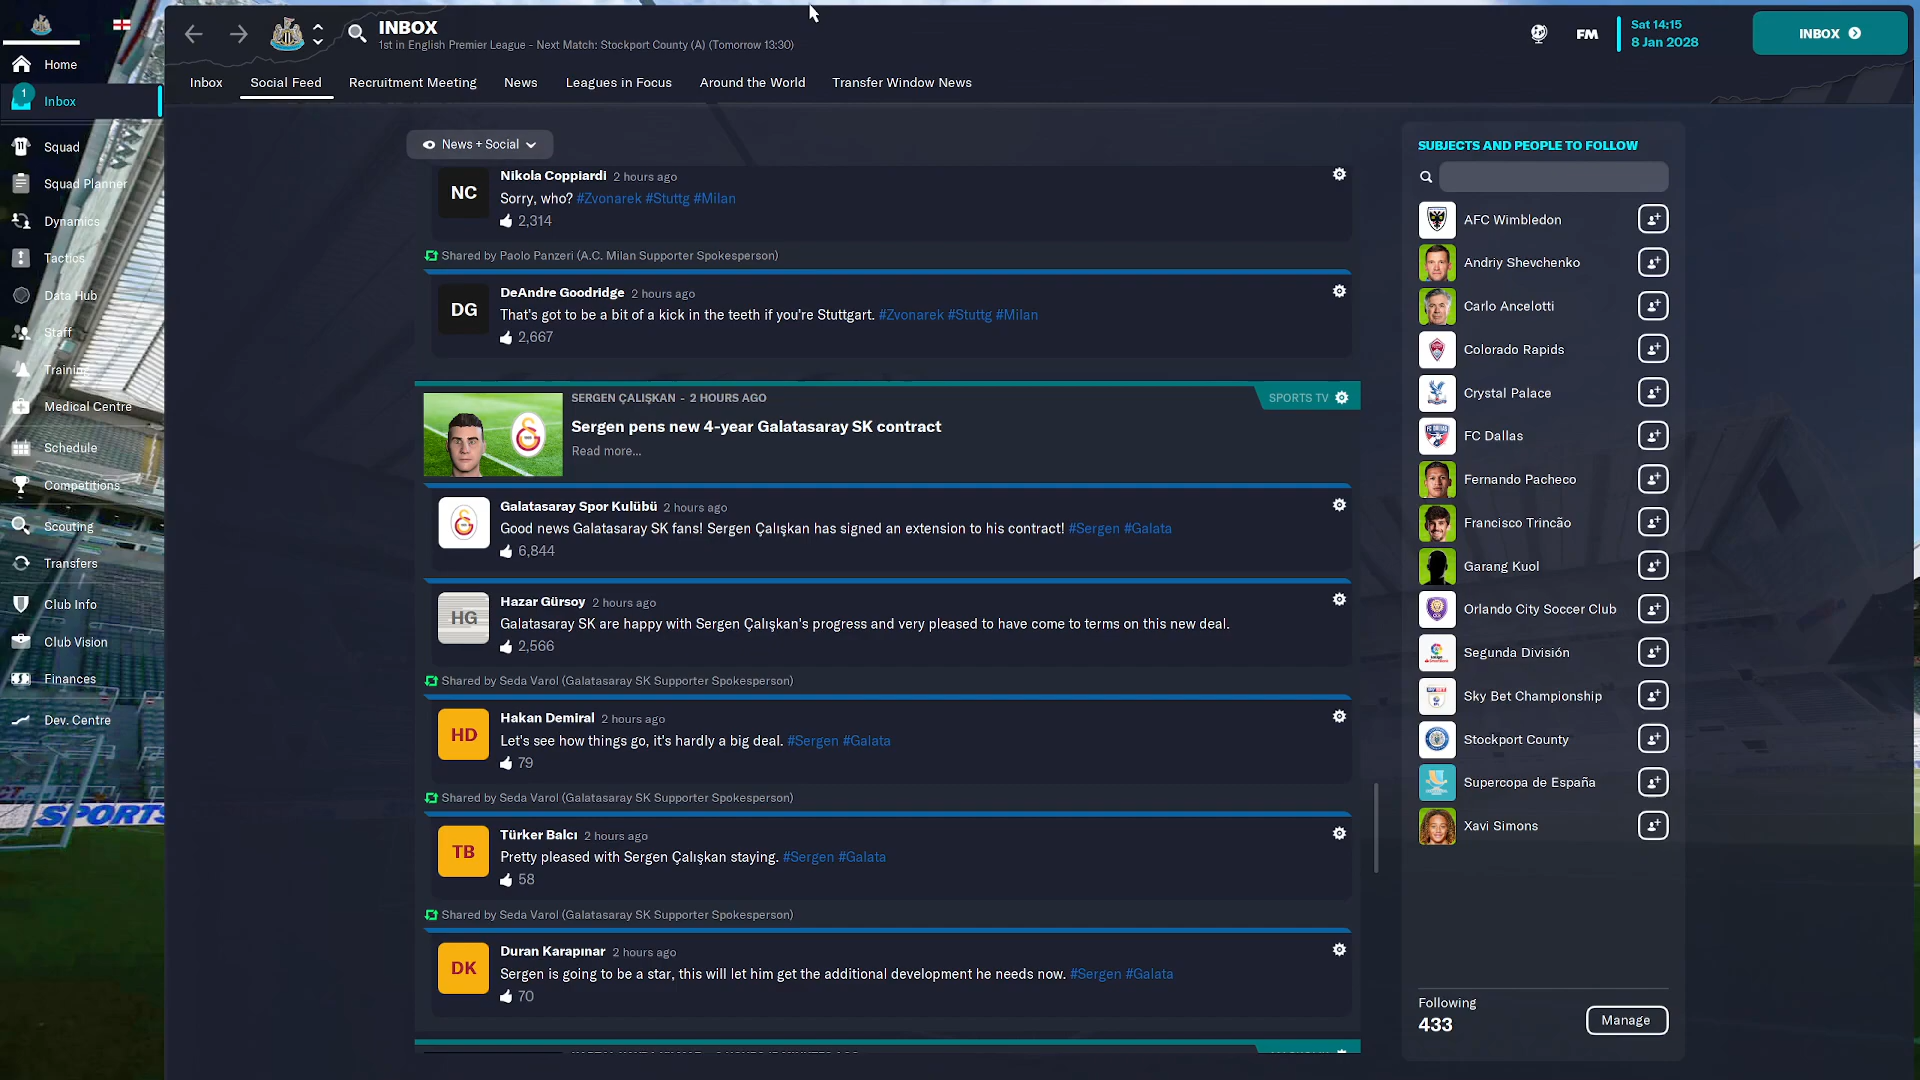 INBOX
1st in English Premier League - Next Match: Stockport County (A) (Tomorrow 13:30)
FM
Sat 14:15
8 Jan 2028
INBOX
Home
1
Inbox
Squad
Squad Planner
Dynamics
Tactics
Data Hub
Staff
Training
Medical Centre
Schedule
Competitions
Scouting
Transfers
Club Info
Club Vision
Finances
Dev. Centre
SPORTS
Inbox
Social Feed
Recruitment Meeting
News
Leagues in Focus
Around the World
Transfer Window News
News + Social
NC
Nikola Coppiardi 2 hours ago
Sorry, who? #Zvonarek #Stuttg #Milan
2,314
Shared by Paolo Panzeri (A.C. Milan Supporter Spokesperson)
DG
DeAndre Goodridge 2 hours ago
That's got to be a bit of a kick in the teeth if you're Stuttgart. #Zvonarek #Stuttg #Milan
2,667
SERGEN ÇALIŞKAN - 2 HOURS AGO
SPORTS TV
Sergen pens new 4-year Galatasaray SK contract
Read more...
Galatasaray Spor Kulübü 2 hours ago
Good news Galatasaray SK fans! Sergen Çalışkan has signed an extension to his contract! #Sergen #Galata
6,844
HG
Hazar Gürsoy 2 hours ago
Galatasaray SK are happy with Sergen Çalışkan's progress and very pleased to have come to terms on this new deal.
2,566
Shared by Seda Varol (Galatasaray SK Supporter Spokesperson)
HD
Hakan Demiral 2 hours ago
Let's see how things go, it's hardly a big deal. #Sergen #Galata
79
Shared by Seda Varol (Galatasaray SK Supporter Spokesperson)
TB
Türker Balcı 2 hours ago
Pretty pleased with Sergen Çalışkan staying. #Sergen #Galata
58
Shared by Seda Varol (Galatasaray SK Supporter Spokesperson)
DK
Duran Karapınar 2 hours ago
Sergen is going to be a star, this will let him get the additional development he needs now. #Sergen #Galata
70
SUBJECTS AND PEOPLE TO FOLLOW
AFC Wimbledon
Andriy Shevchenko
Carlo Ancelotti
Colorado Rapids
Crystal Palace
FC Dallas
Fernando Pacheco
Francisco Trincão
Garang Kuol
Orlando City Soccer Club
Segunda División
Sky Bet Championship
Stockport County
Supercopa de España
Xavi Simons
Following
433
Manage